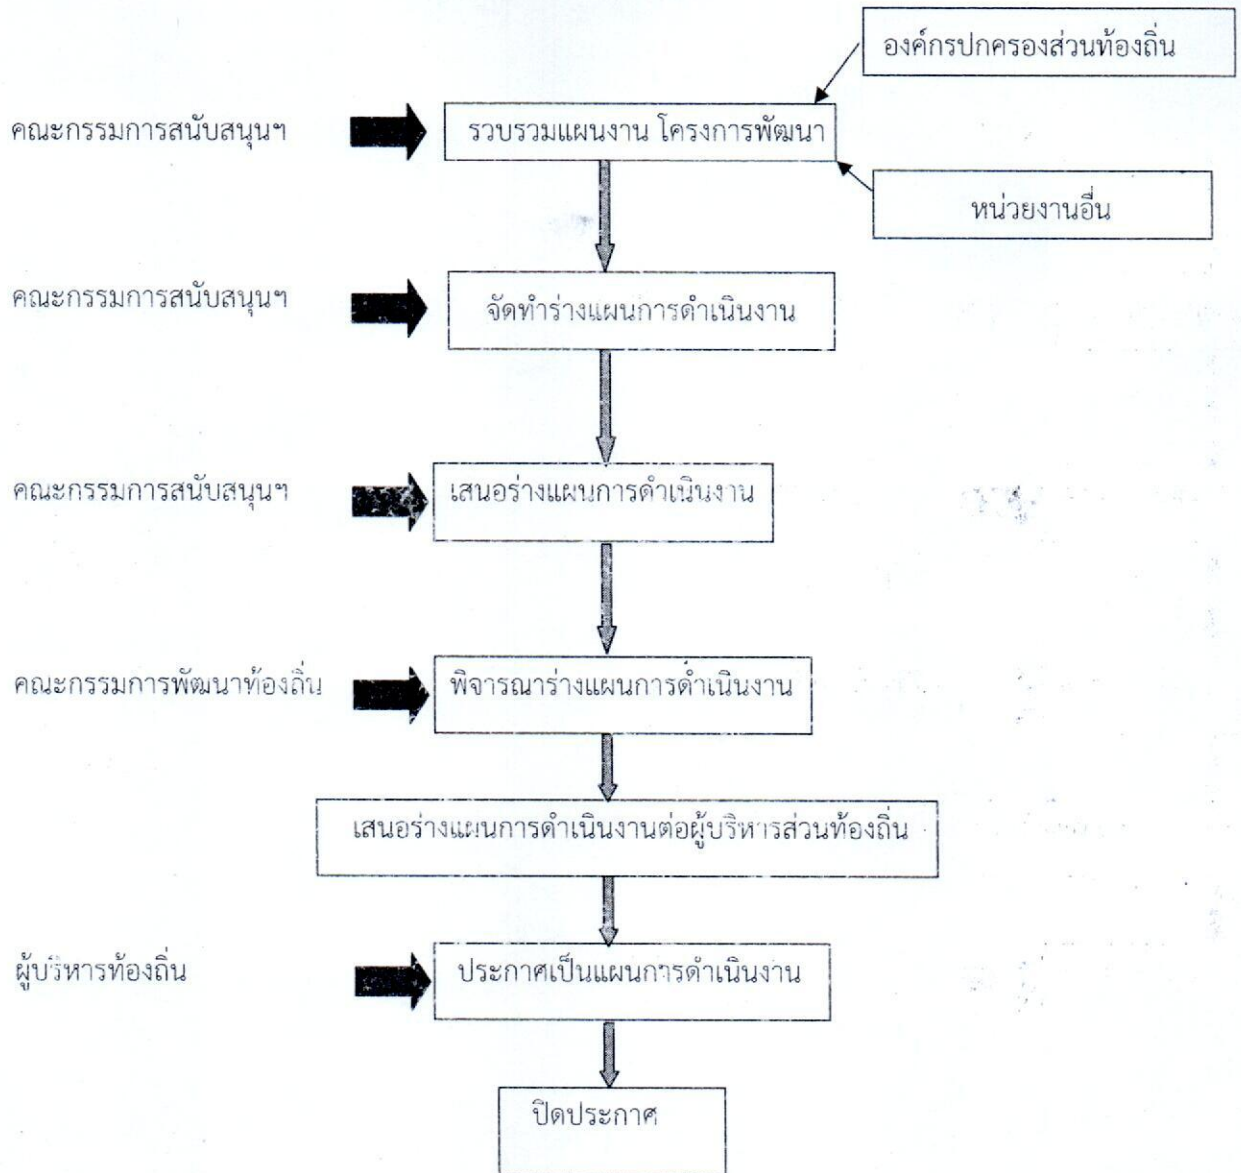 องค์กรปกครองส่วนท้องถิ่น
คณะกรรมการสนับสนุนฯ
รวบรวมแผนงาน โครงการพัฒนา
หน่วยงานอื่น
คณะกรรมการสนับสนุนฯ
จัดทำร่างแผนการดำเนินงาน
คณะกรรมการสนับสนุนฯ
เสนอร่างแผนการดำเนินงาน
คณะกรรมการพัฒนาท้องถิ่น
พิจารณาร่างแผนการดำเนินงาน
เสนอร่างแผนการดำเนินงานต่อผู้บริหารส่วนท้องถิ่น
ผู้บริหารท้องถิ่น
ประกาศเป็นแผนการดำเนินงาน
ปิดประกาศ